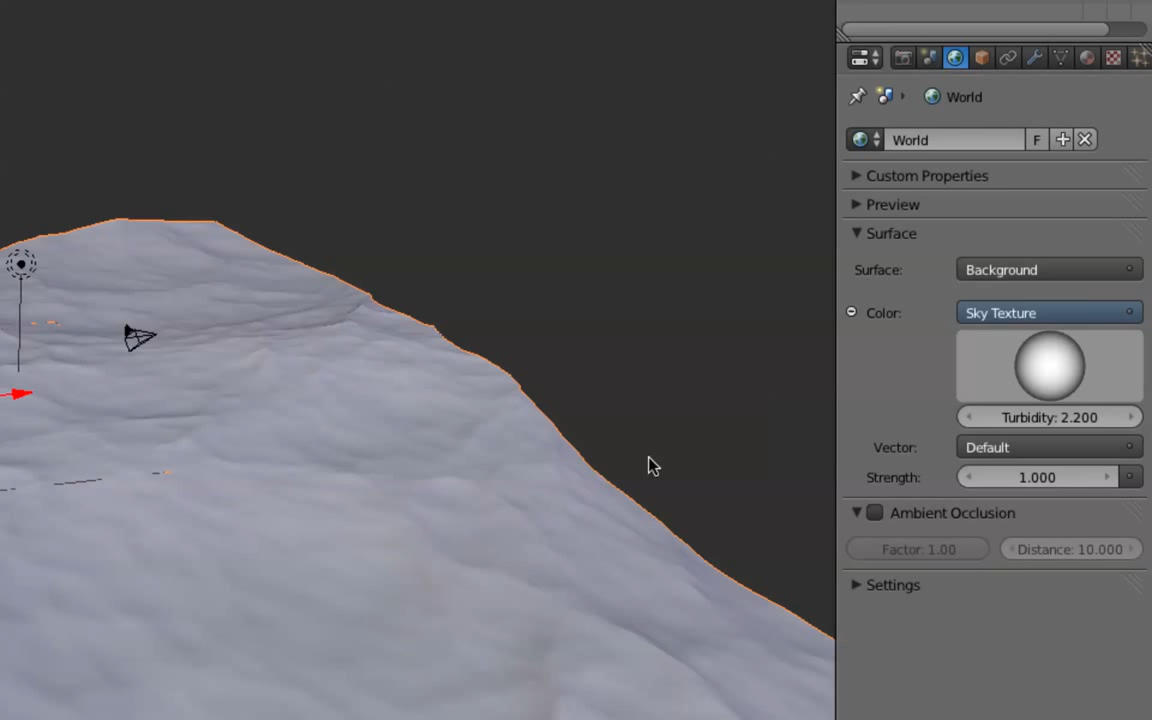 World
World F
Custom Properties
Preview
Surface
Surface: Background
Color: Sky Texture
Turbidity: 2.200
Vector: Default
Strength: 1.000
Ambient Occlusion
Factor: 1.00 Distance: 10.000
Settings